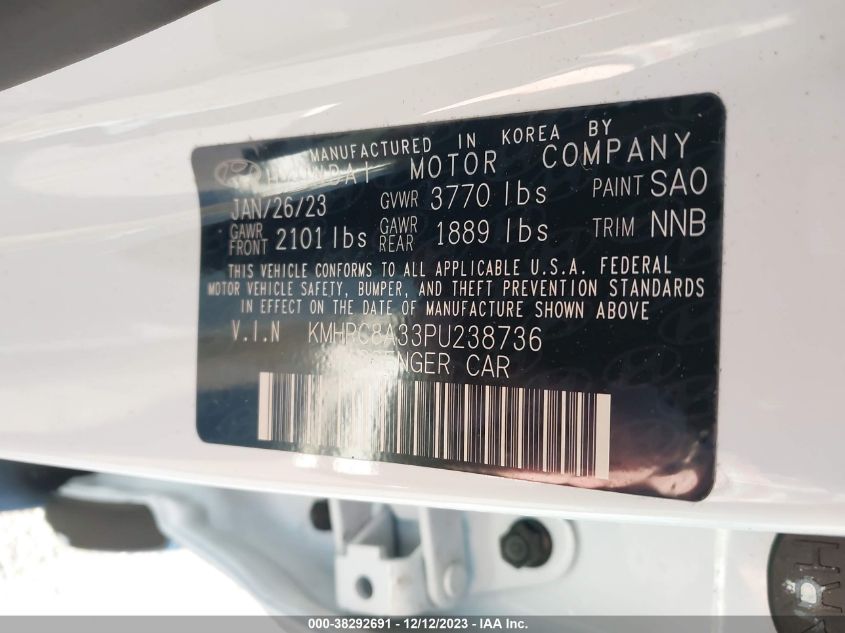 MANUFACTURED IN KOREA BY
HYUNDAI MOTOR COMPANY
JAN/26/23 GVWR 3770 lbs PAINT SAO
GAWR FRONT 2101 lbs GAWR REAR 1889 lbs TRIM NNB
THIS VEHICLE CONFORMS TO ALL APPLICABLE U.S.A. FEDERAL
MOTOR VEHICLE SAFETY, BUMPER, AND THEFT PREVENTION STANDARDS
IN EFFECT ON THE DATE OF MANUFACTURE SHOWN ABOVE
V.I.N KMHRC8A33PU238736
PASSENGER CAR
000-38292691 - 12/12/2023 - IAA Inc.